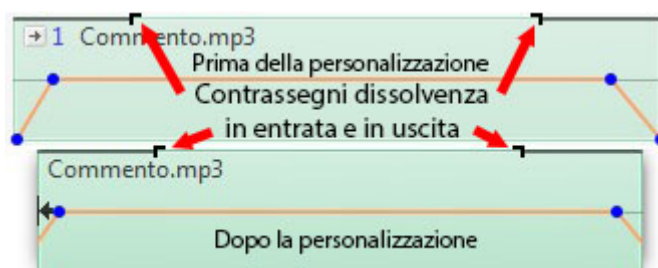 1 Commento.mp3
Prima della personalizzazione
Contrassegni dissolvenza
in entrata e in uscita
Commento.mp3
Dopo la personalizzazione